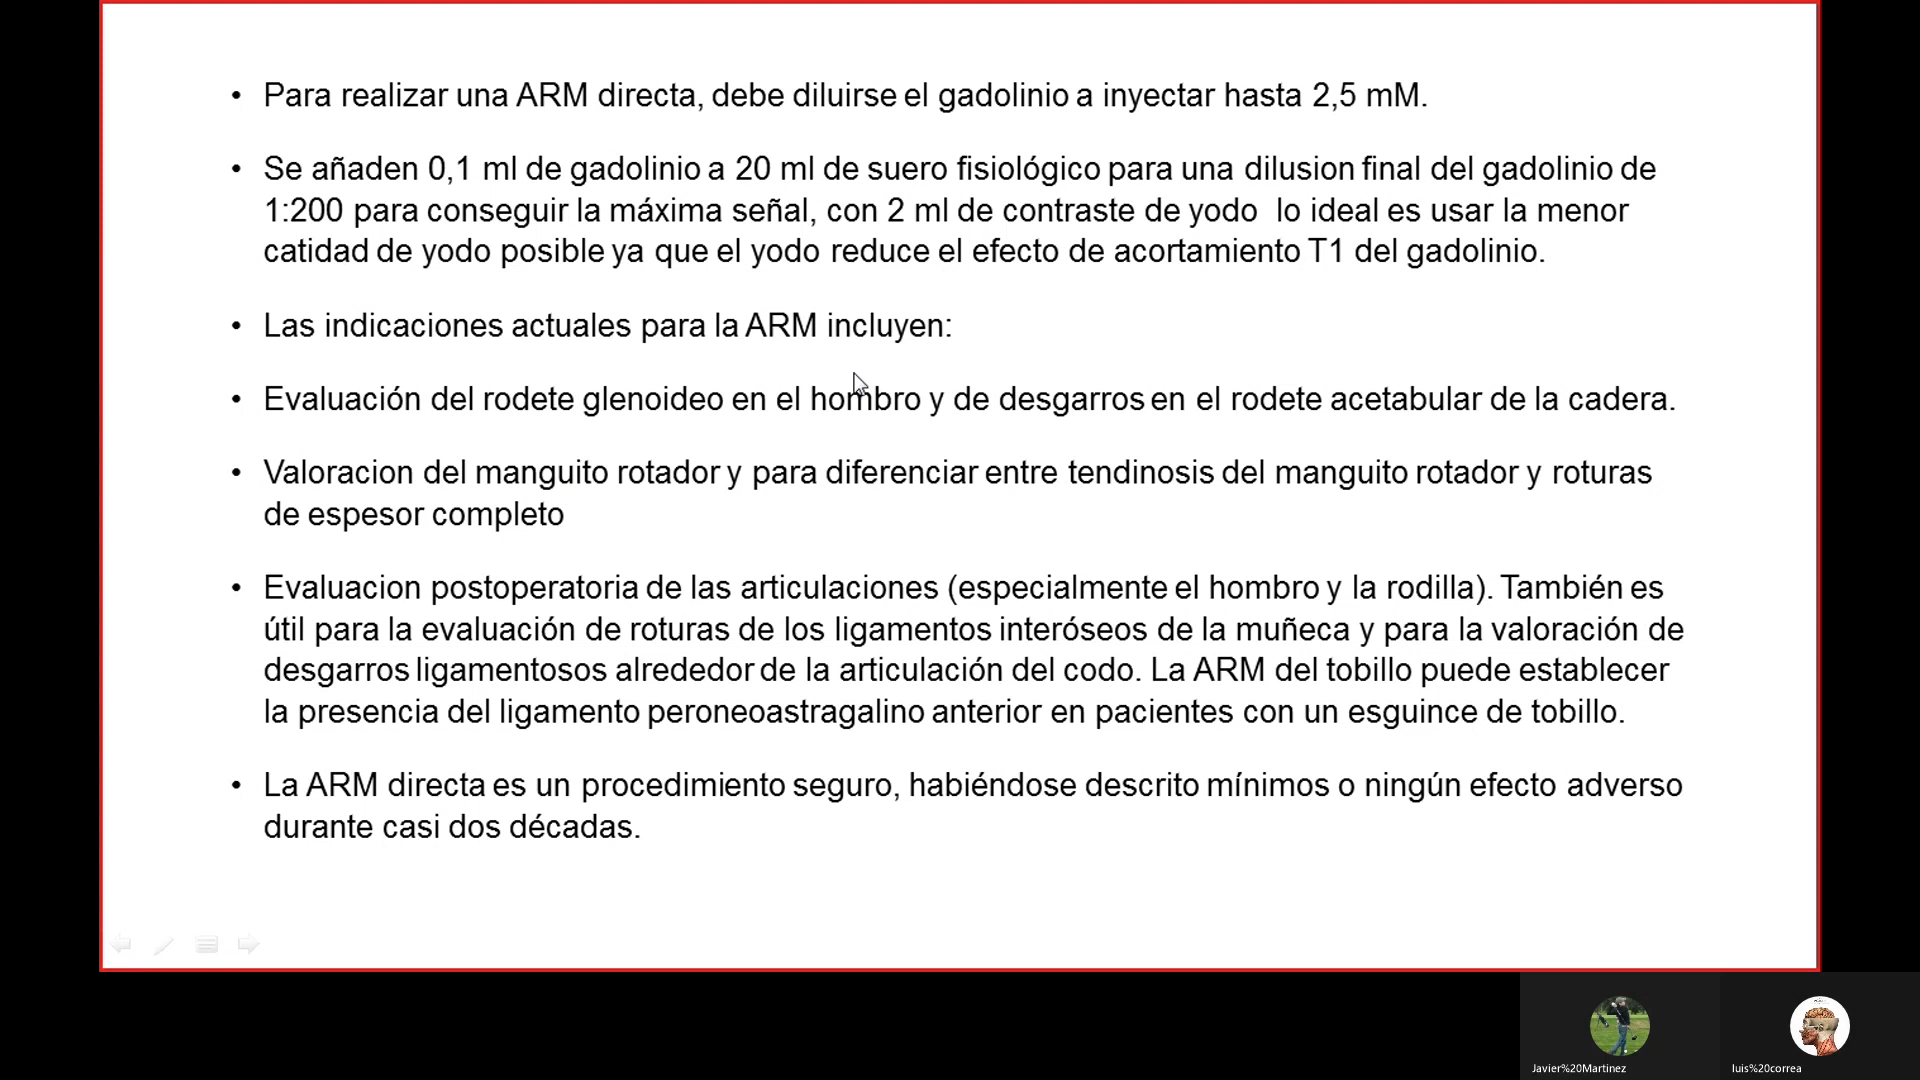 • Para realizar una ARM directa, debe diluirse el gadolinio a inyectar hasta 2,5 mM.
• Se añaden 0,1 ml de gadolinio a 20 ml de suero fisiológico para una dilusion final del gadolinio de
1:200 para conseguir la máxima señal, con 2 ml de contraste de yodo lo ideal es usar la menor
catidad de yodo posible ya que el yodo reduce el efecto de acortamiento T1 del gadolinio.
• Las indicaciones actuales para la ARM incluyen:
• Evaluación del rodete glenoideo en el hombro y de desgarros en el rodete acetabular de la cadera.
• Valoracion del manguito rotador y para diferenciar entre tendinosis del manguito rotador y roturas
de espesor completo
• Evaluacion postoperatoria de las articulaciones (especialmente el hombro y la rodilla). También es
útil para la evaluación de roturas de los ligamentos interóseos de la muñeca y para la valoración de
desgarros ligamentosos alrededor de la articulación del codo. La ARM del tobillo puede establecer
la presencia del ligamento peroneoastragalino anterior en pacientes con un esguince de tobillo.
• La ARM directa es un procedimiento seguro, habiéndose descrito mínimos o ningún efecto adverso
durante casi dos décadas.
Javier%20Martinez
luis%20correa